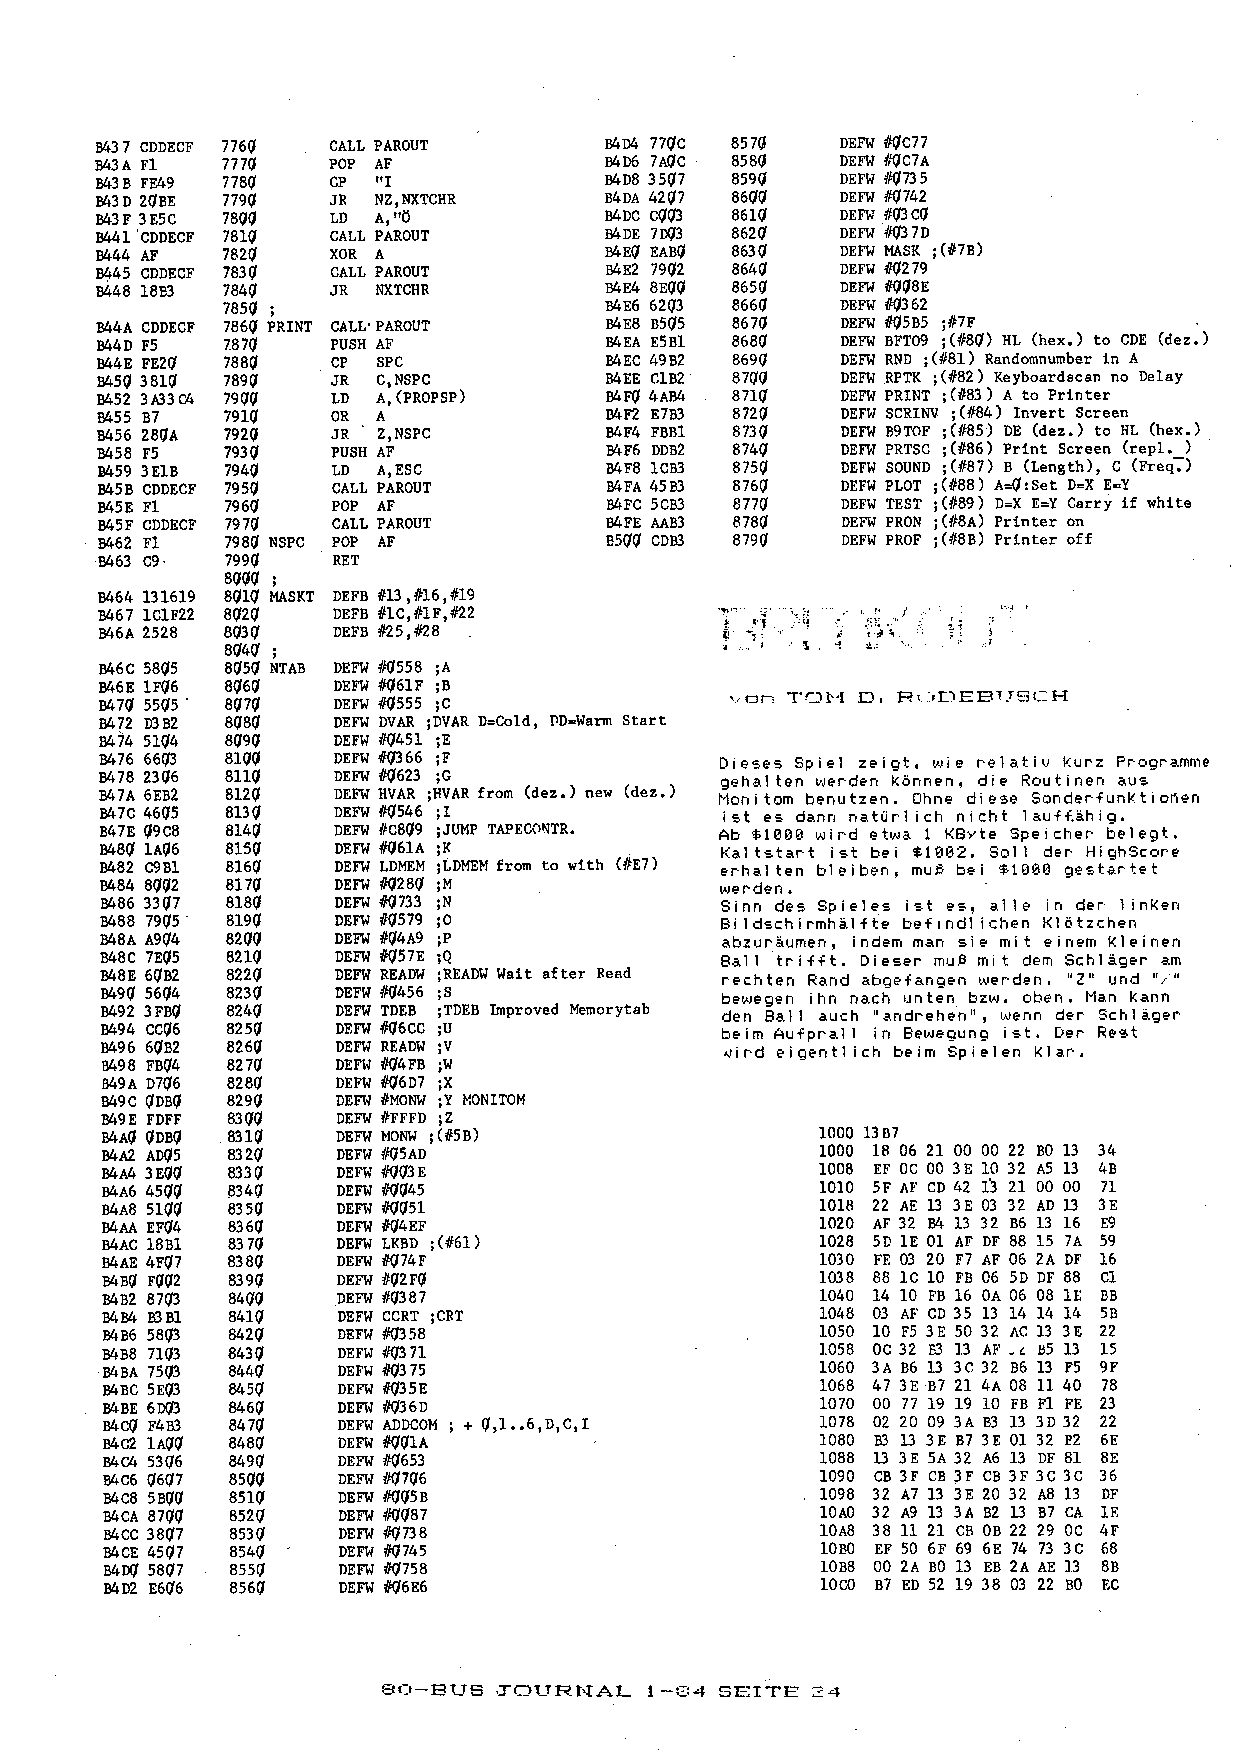 B437 CDDECF 7760 CALL PAROUT
B43A F1 7770 POP AF
B43B FE49 7780 CP "I
B43D 20BE 7790 JR NZ,NXTCHR
B43F 3E5C 7800 LD A,"Ö
B441 CDDECF 7810 CALL PAROUT
B444 AF 7820 XOR A
B445 CDDECF 7830 CALL PAROUT
B448 18B3 7840 JR NXTCHR
7850 ;
B44A CDDECF 7860 PRINT CALL PAROUT
B44D F5 7870 PUSH AF
B44E FE20 7880 CP SPC
B450 3810 7890 JR C,NSPC
B452 3A33C4 7900 LD A,(PROPSP)
B455 B7 7910 OR A
B456 280A 7920 JR Z,NSPC
B458 F5 7930 PUSH AF
B459 3E1B 7940 LD A,ESC
B45B CDDECF 7950 CALL PAROUT
B45E F1 7960 POP AF
B45F CDDECF 7970 CALL PAROUT
B462 F1 7980 NSPC POP AF
B463 C9 7990 RET
8000 ;
B464 131619 8010 MASKT DEFB #13,#16,#19
B467 1C1F22 8020 DEFB #1C,#1F,#22
B46A 2528 8030 DEFB #25,#28
8040 ;
B46C 5805 8050 NTAB DEFW #0558 ;A
B46E 1F06 8060 DEFW #061F ;B
B470 5505 8070 DEFW #0555 ;C
B472 D3B2 8080 DEFW DVAR ;DVAR D=Cold, DD=Warm Start
B474 5104 8090 DEFW #0451 ;E
B476 6603 8100 DEFW #0366 ;F
B478 2306 8110 DEFW #0623 ;G
B47A 6EB2 8120 DEFW HVAR ;HVAR from (dez.) new (dez.)
B47C 4605 8130 DEFW #0546 ;I
B47E 09C8 8140 DEFW #C809 ;JUMP TAPECONTR.
B480 1A06 8150 DEFW #061A ;K
B482 C9B1 8160 DEFW LDMEM ;LDMEM from to with (#E7)
B484 8002 8170 DEFW #0280 ;M
B486 3307 8180 DEFW #0733 ;N
B488 7905 8190 DEFW #0579 ;O
B48A A904 8200 DEFW #04A9 ;P
B48C 7E05 8210 DEFW #057E ;Q
B48E 60B2 8220 DEFW READW ;READW Wait after Read
B490 5604 8230 DEFW #0456 ;S
B492 3FB0 8240 DEFW TDEB ;TDEB Improved Memorytab
B494 CC06 8250 DEFW #06CC ;U
B496 60B2 8260 DEFW READW ;V
B498 FB04 8270 DEFW #04FB ;W
B49A D706 8280 DEFW #06D7 ;X
B49C 0DB0 8290 DEFW #MONW ;Y MONITOM
B49E FDFF 8300 DEFW #FFFD ;Z
B4A0 0DB0 8310 DEFW MONW ;(#5B)
B4A2 AD05 8320 DEFW #05AD
B4A4 3E00 8330 DEFW #003E
B4A6 4500 8340 DEFW #0045
B4A8 5100 8350 DEFW #0051
B4AA EF04 8360 DEFW #04EF
B4AC 18B1 8370 DEFW LKBD ;(#61)
B4AE 4F07 8380 DEFW #074F
B4B0 F002 8390 DEFW #02F0
B4B2 8703 8400 DEFW #0387
B4B4 B3B1 8410 DEFW CCRT ;CRT
B4B6 5803 8420 DEFW #0358
B4B8 7103 8430 DEFW #0371
B4BA 7503 8440 DEFW #0375
B4BC 5E03 8450 DEFW #035E
B4BE 6D03 8460 DEFW #036D
B4C0 F4B3 8470 DEFW ADDCOM ; + 0,1..6,B,C,I
B4C2 1A00 8480 DEFW #001A
B4C4 5306 8490 DEFW #0653
B4C6 0607 8500 DEFW #0706
B4C8 5B00 8510 DEFW #005B
B4CA 8700 8520 DEFW #0087
B4CC 3807 8530 DEFW #0738
B4CE 4507 8540 DEFW #0745
B4D0 5807 8550 DEFW #0758
B4D2 E606 8560 DEFW #06E6
B4D4 770C 8570 DEFW #0C77
B4D6 7A0C 8580 DEFW #0C7A
B4D8 3507 8590 DEFW #0735
B4DA 4207 8600 DEFW #0742
B4DC C003 8610 DEFW #03C0
B4DE 7D03 8620 DEFW #037D
B4E0 EAB0 8630 DEFW MASK ;(#7B)
B4E2 7902 8640 DEFW #0279
B4E4 8E00 8650 DEFW #008E
B4E6 6203 8660 DEFW #0362
B4E8 B505 8670 DEFW #05B5 ;#7F
B4EA E5B1 8680 DEFW BFTO9 ;(#80) HL (hex.) to CDE (dez.)
B4EC 49B2 8690 DEFW RND ;(#81) Randomnumber in A
B4EE C1B2 8700 DEFW RPTK ;(#82) Keyboardscan no Delay
B4F0 4AB4 8710 DEFW PRINT ;(#83) A to Printer
B4F2 E7B3 8720 DEFW SCRINV ;(#84) Invert Screen
B4F4 FBB1 8730 DEFW B9TOF ;(#85) DE (dez.) to HL (hex.)
B4F6 DDB2 8740 DEFW PRTSC ;(#86) Print Screen (repl._)
B4F8 1CB3 8750 DEFW SOUND ;(#87) B (Length), C (Freq.)
B4FA 45B3 8760 DEFW PLOT ;(#88) A=0:Set D=X E=Y
B4FC 5CB3 8770 DEFW TEST ;(#89) D=X E=Y Carry if white
B4FE AAB3 8780 DEFW PRON ;(#8A) Printer on
B500 CDB3 8790 DEFW PROF ;(#8B) Printer off
von TOM D. RÜDEBUSCH
Dieses Spiel zeigt, wie relativ kurz Programme
gehalten werden können, die Routinen aus
Monitom benutzen. Ohne diese Sonderfunktionen
ist es dann natürlich nicht lauffähig.
Ab $1000 wird etwa 1 KByte Speicher belegt.
Kaltstart ist bei $1002. Soll der HighScore
erhalten bleiben, muß bei $1000 gestartet
werden.
Sinn des Spieles ist es, alle in der linken
Bildschirmhälfte befindlichen Klötzchen
abzuräumen, indem man sie mit einem kleinen
Ball trifft. Dieser muß mit dem Schläger am
rechten Rand abgefangen werden. "Z" und "/"
bewegen ihn nach unten bzw. oben. Man kann
den Ball auch "andrehen", wenn der Schläger
beim Aufprall in Bewegung ist. Der Rest
wird eigentlich beim Spielen klar.
1000 13B7
1000 18 06 21 00 00 22 B0 13 34
1008 EF 0C 00 3E 10 32 A5 13 4B
1010 5F AF CD 42 13 21 00 00 71
1018 22 AE 13 3E 03 32 AD 13 3E
1020 AF 32 B4 13 32 B6 13 16 E9
1028 5D 1E 01 AF DF 88 15 7A 59
1030 FE 03 20 F7 AF 06 2A DF 16
1038 88 1C 10 FB 06 5D DF 88 C1
1040 14 10 FB 16 0A 06 08 1E BB
1048 03 AF CD 35 13 14 14 14 5B
1050 10 F5 3E 50 32 AC 13 3E 22
1058 0C 32 B3 13 AF B5 13 15
1060 3A B6 13 3C 32 B6 13 F5 9F
1068 47 3E B7 21 4A 08 11 40 78
1070 00 77 19 19 10 FB F1 FE 23
1078 02 20 09 3A B3 13 3D 32 22
1080 B3 13 3E B7 3E 01 32 B2 6E
1088 13 3E 5A 32 A6 13 DF 81 8E
1090 CB 3F CB 3F CB 3F 3C 3C 36
1098 32 A7 13 3E 20 32 A8 13 DF
10A0 32 A9 13 3A B2 13 B7 CA 1E
10A8 38 11 21 CB 0B 22 29 0C 4F
10B0 EF 50 6F 69 6E 74 73 3C 68
10B8 00 2A B0 13 EB 2A AE 13 8B
10C0 B7 ED 52 19 38 03 22 B0 EC
80-BUS JOURNAL 1-84 SEITE 24